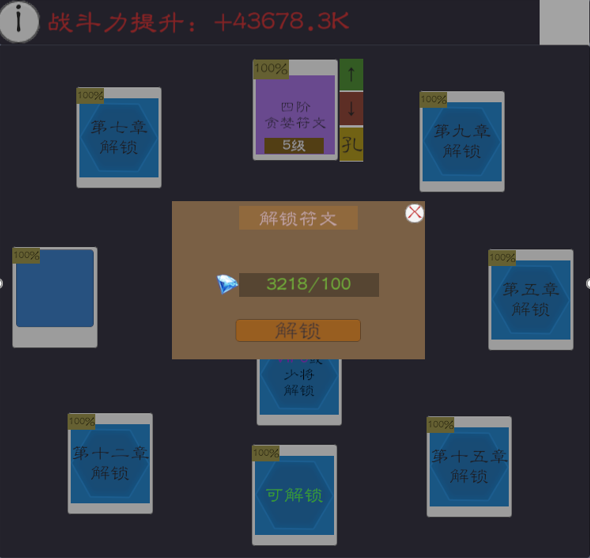 战斗力提升：+43678.3K
100%
四阶
贪婪符文
5级
↑
↓
孔
100%
第七章
解锁
100%
第九章
解锁
解锁符文
3218/100
解锁
100%
100%
第五章
解锁
少将
解锁
100%
第十二章
解锁
100%
可解锁
100%
第十五章
解锁